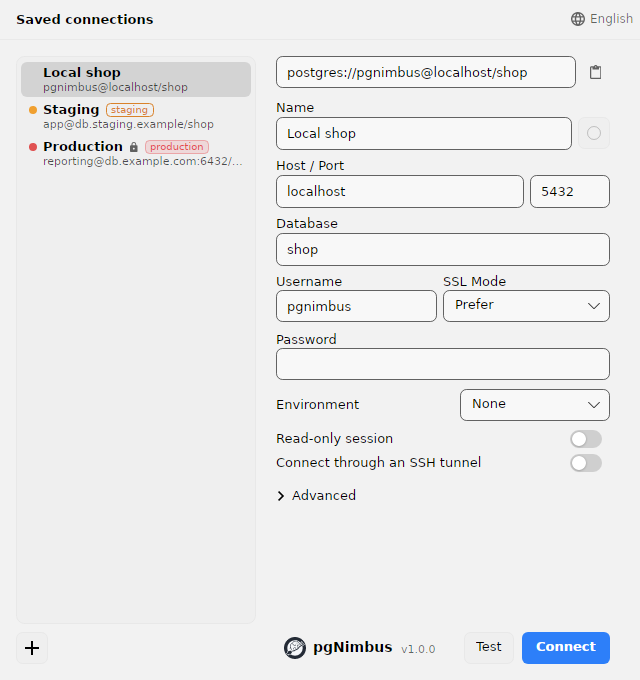 Saved connections
English
Local shop
pgnimbus@localhost/shop
Staging staging
app@db.staging.example/shop
Production production
reporting@db.example.com:6432/...
postgres://pgnimbus@localhost/shop
Name
Local shop
Host / Port
localhost 5432
Database
shop
Username SSL Mode
pgnimbus Prefer
Password
Environment None
Read-only session
Connect through an SSH tunnel
Advanced
pgNimbus v1.0.0 Test Connect